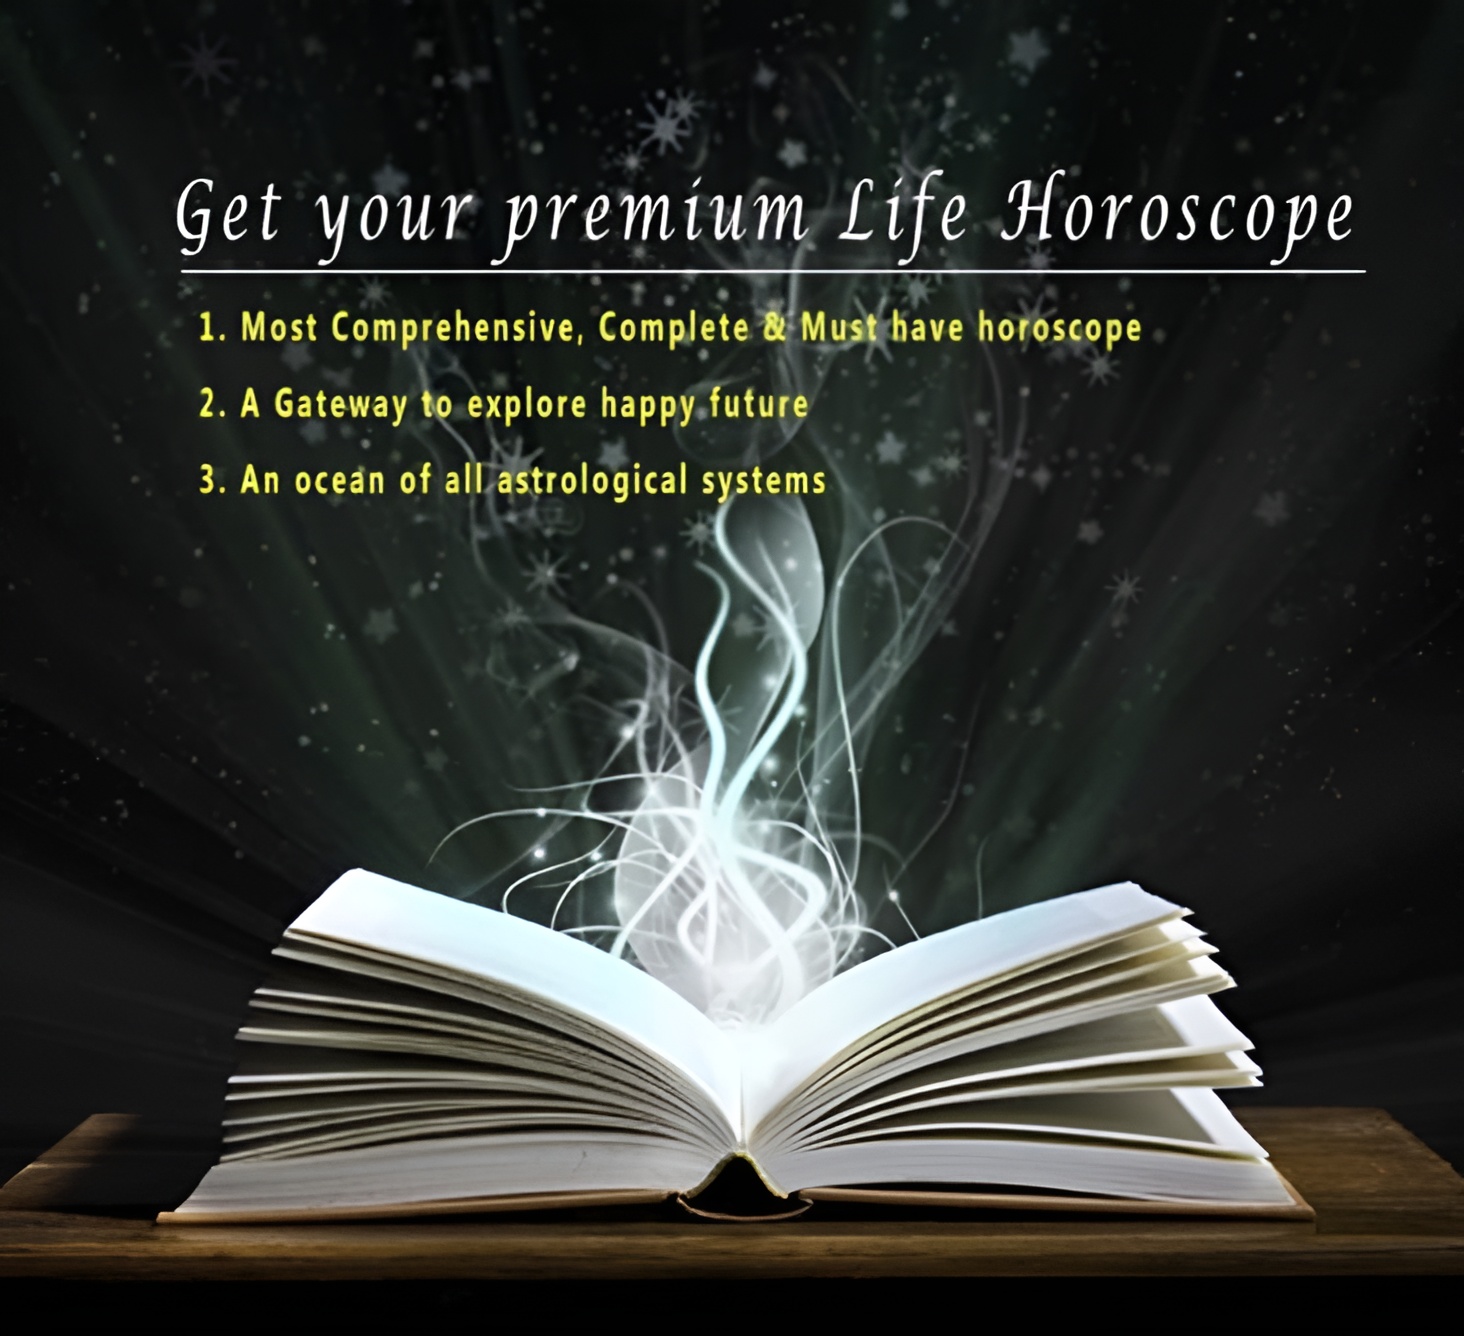 Get your premium Life Horoscope
1. Most Comprehensive, Complete & Must have horoscope
2. A Gateway to explore happy future
3. An ocean of all astrological systems